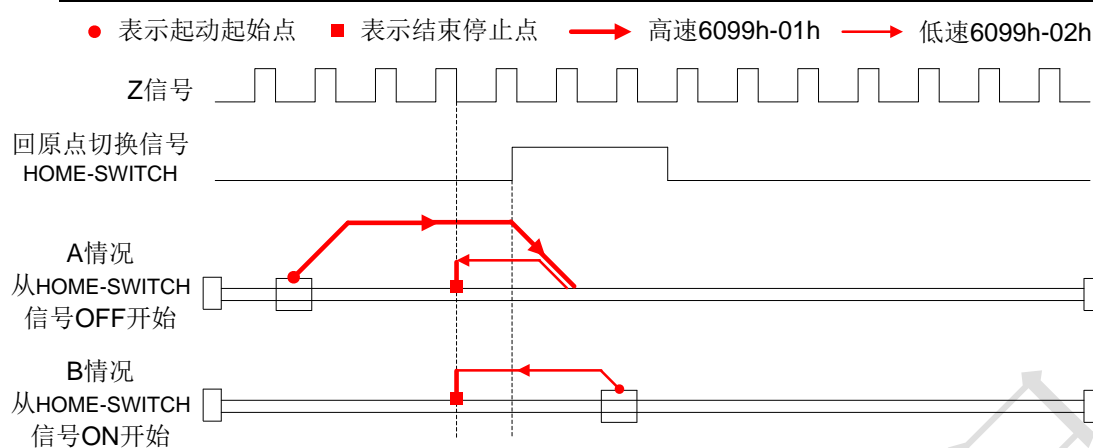 表示起动起始点 表示结束停止点 高速6099h-01h 低速6099h-02h
Z信号
回原点切换信号
HOME-SWITCH
A情况
从HOME-SWITCH
信号OFF开始
B情况
从HOME-SWITCH
信号ON开始